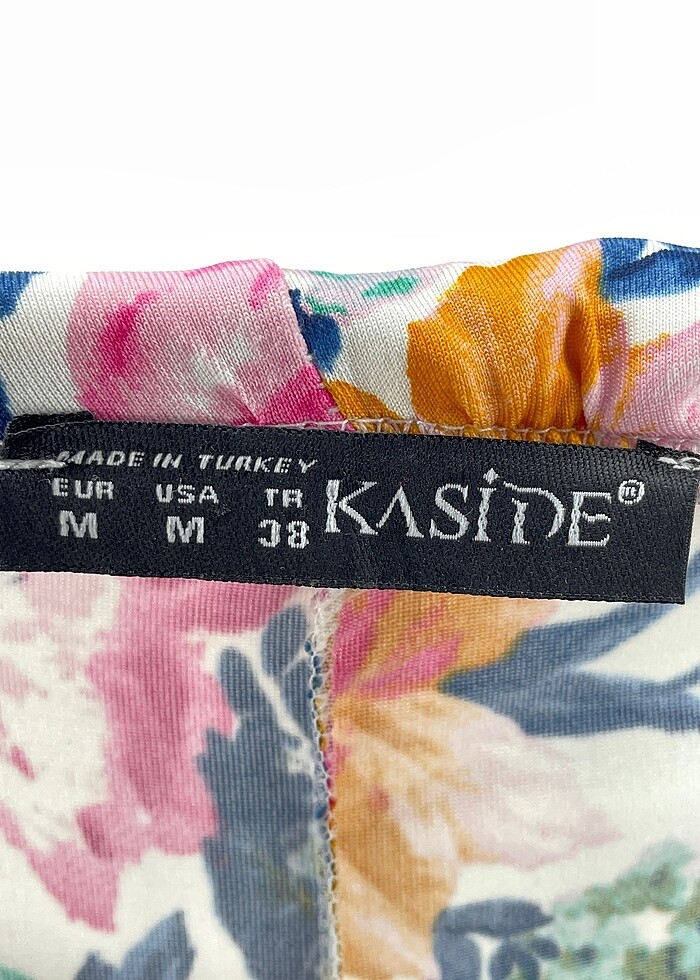 MADE IN TURKEY
EUR USA TR
M M 38
KASİDE